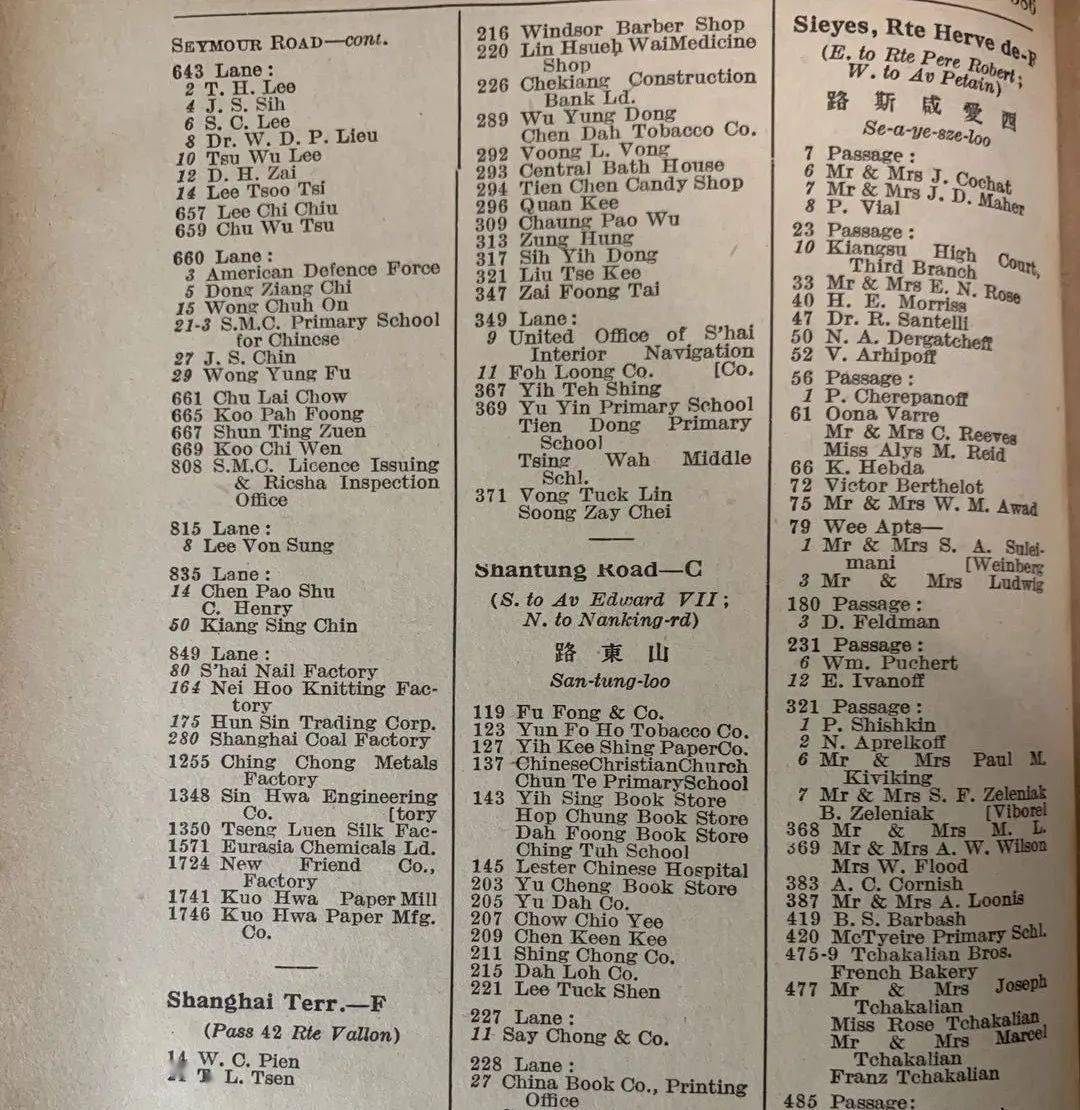 SEYMOUR ROAD—cont.
643 Lane :
2 T. H. Lee
4 J. S. Sih
6 S. C. Lee
8 Dr. W. D. P. Lieu
10 Tsu Wu Lee
12 D. H. Zai
14 Lee Tsoo Tsi
657 Lee Chi Chiu
659 Chu Wu Tsu
660 Lane :
3 American Defence Force
5 Dong Ziang Chi
15 Wong Chuh On
21-3 S.M.C. Primary School
for Chinese
27 J. S. Chin
29 Wong Yung Fu
661 Chu Lai Chow
665 Koo Pah Foong
667 Shun Ting Zuen
669 Koo Chi Wen
808 S.M.C. Licence Issuing
& Ricsha Inspection
Office
815 Lane :
8 Lee Von Sung
835 Lane :
14 Chen Pao Shu
C. Henry
50 Kiang Sing Chin
849 Lane :
80 S'hai Nail Factory
164 Nei Hoo Knitting Fac-
tory
175 Hun Sin Trading Corp.
280 Shanghai Coal Factory
1255 Ching Chong Metals
Factory
1348 Sin Hwa Engineering
Co. [tory
1350 Tseng Luen Silk Fac-
1571 Eurasia Chemicals Ld.
1724 New Friend Co.,
Factory
1741 Kuo Hwa Paper Mill
1746 Kuo Hwa Paper Mfg.
Co.
Shanghai Terr.—F
(Pass 42 Rte Vallon)
14 W. C. Pien
L. Tsen
216 Windsor Barber Shop
220 Lin Hsueh WaiMedicine
Shop
226 Chekiang Construction
Bank Ld.
289 Wu Yung Dong
Chen Dah Tobacco Co.
292 Voong L. Vong
293 Central Bath House
294 Tien Chen Candy Shop
296 Quan Kee
309 Chaung Pao Wu
313 Zung Hung
317 Sih Yih Dong
321 Liu Tse Kee
347 Zai Foong Tai
349 Lane :
9 United Office of S'hai
Interior Navigation
11 Foh Loong Co. [Co.
367 Yih Teh Shing
369 Yu Yin Primary School
Tien Dong Primary
School
Tsing Wah Middle
Schl.
371 Vong Tuck Lin
Soong Zay Chei
Shantung Road—C
(S. to Av Edward VII ;
N. to Nanking-rd)
路 東 山
San-tung-loo
119 Fu Fong & Co.
123 Yun Fo Ho Tobacco Co.
127 Yih Kee Shing PaperCo.
137 ChineseChristianChurch
Chun Te PrimarySchool
143 Yih Sing Book Store
Hop Chung Book Store
Dah Foong Book Store
Ching Tuh School
145 Lester Chinese Hospital
203 Yu Cheng Book Store
205 Yu Dah Co.
207 Chow Chio Yee
209 Chen Keen Kee
211 Shing Chong Co.
215 Dah Loh Co.
221 Lee Tuck Shen
227 Lane :
11 Say Chong & Co.
228 Lane :
27 China Book Co., Printing
Office
Sieyes, Rte Herve de-F
(E. to Rte Pere Robert ;
W. to Av Petain)
路 斯 咸 愛 西
Se-a-ye-sze-loo
7 Passage :
6 Mr & Mrs J. Cochat
7 Mr & Mrs J. D. Maher
8 P. Vial
23 Passage :
10 Kiangsu High Court,
Third Branch
33 Mr & Mrs E. N. Rose
40 H. E. Morriss
47 Dr. R. Santelli
50 N. A. Dergatcheff
52 V. Arhipoff
56 Passage :
1 P. Cherepanoff
61 Oona Varre
Mr & Mrs C. Reeves
Miss Alys M. Reid
66 K. Hebda
72 Victor Berthelot
75 Mr & Mrs W. M. Awad
79 Wee Apts—
1 Mr & Mrs S. A. Sulei-
mani [Weinberg
3 Mr & Mrs Ludwig
180 Passage :
3 D. Feldman
231 Passage :
6 Wm. Puchert
12 E. Ivanoff
321 Passage :
1 P. Shishkin
2 N. Aprelkoff
6 Mr & Mrs Paul M.
Kiviking
7 Mr & Mrs S. F. Zeleniak
B. Zeleniak [Viborel
368 Mr & Mrs M. L.
369 Mr & Mrs A. W. Wilson
Mrs W. Flood
383 A. C. Cornish
387 Mr & Mrs A. Loonis
419 B. S. Barbash
420 McTyeire Primary Schl.
475-9 Tchakalian Bros.
French Bakery
477 Mr & Mrs Joseph
Tchakalian
Miss Rose Tchakalian
Mr & Mrs Marcel
Tchakalian
Franz Tchakalian
485 Passage: